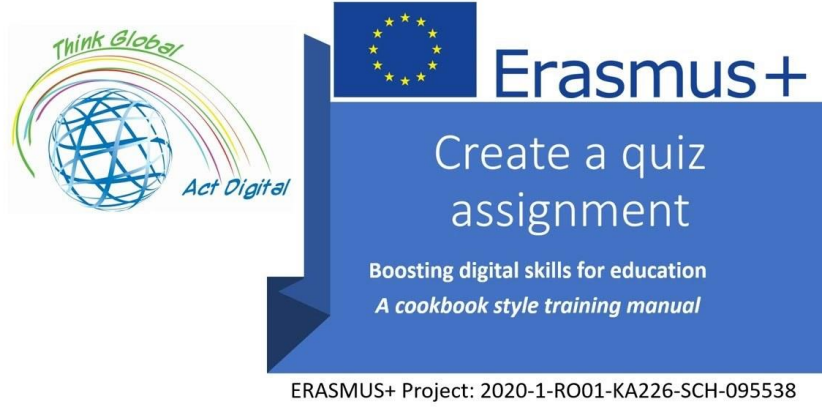 Think Global
Act Digital
Erasmus+
Create a quiz
assignment
Boosting digital skills for education
A cookbook style training manual
ERASMUS+ Project: 2020-1-RO01-KA226-SCH-095538